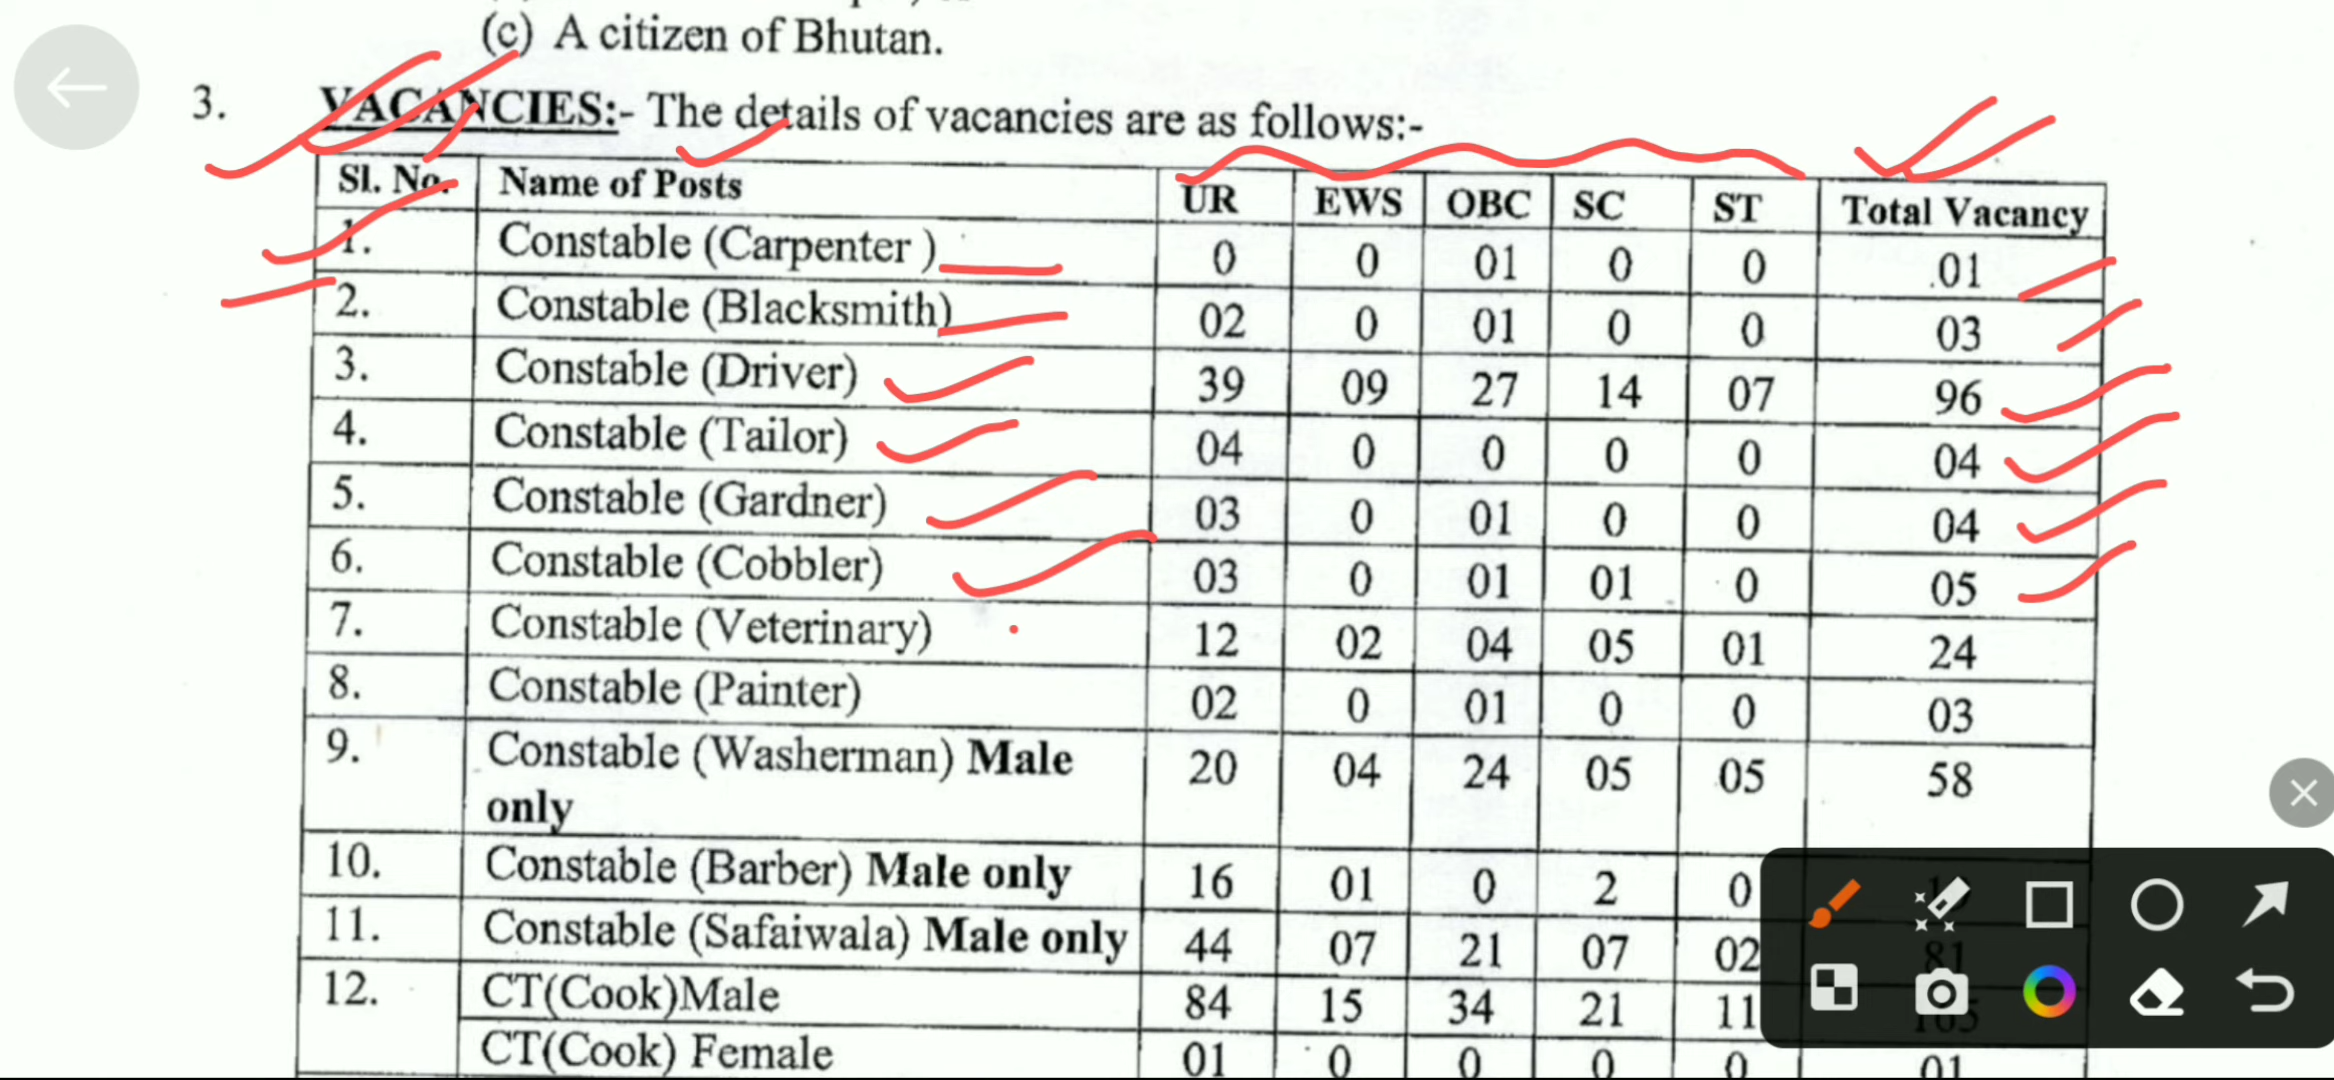 (c) A citizen of Bhutan.
3. VACANCIES:- The details of vacancies are as follows:-
Sl. No. Name of Posts UR EWS OBC SC ST Total Vacancy
1. Constable (Carpenter ) 0 0 01 0 0 .01
2. Constable (Blacksmith) 02 0 01 0 0 03
3. Constable (Driver) 39 09 27 14 07 96
4. Constable (Tailor) 04 0 0 0 0 04
5. Constable (Gardner) 03 0 01 0 0 04
6. Constable (Cobbler) 03 0 01 01 0 05
7. Constable (Veterinary) 12 02 04 05 01 24
8. Constable (Painter) 02 0 01 0 0 03
9. Constable (Washerman) Male 20 04 24 05 05 58
only
10. Constable (Barber) Male only 16 01 0 2 0
11. Constable (Safaiwala) Male only 44 07 21 07 02 81
12. CT(Cook)Male 84 15 34 21 11 165
CT(Cook) Female 01 0 0 0 0 01